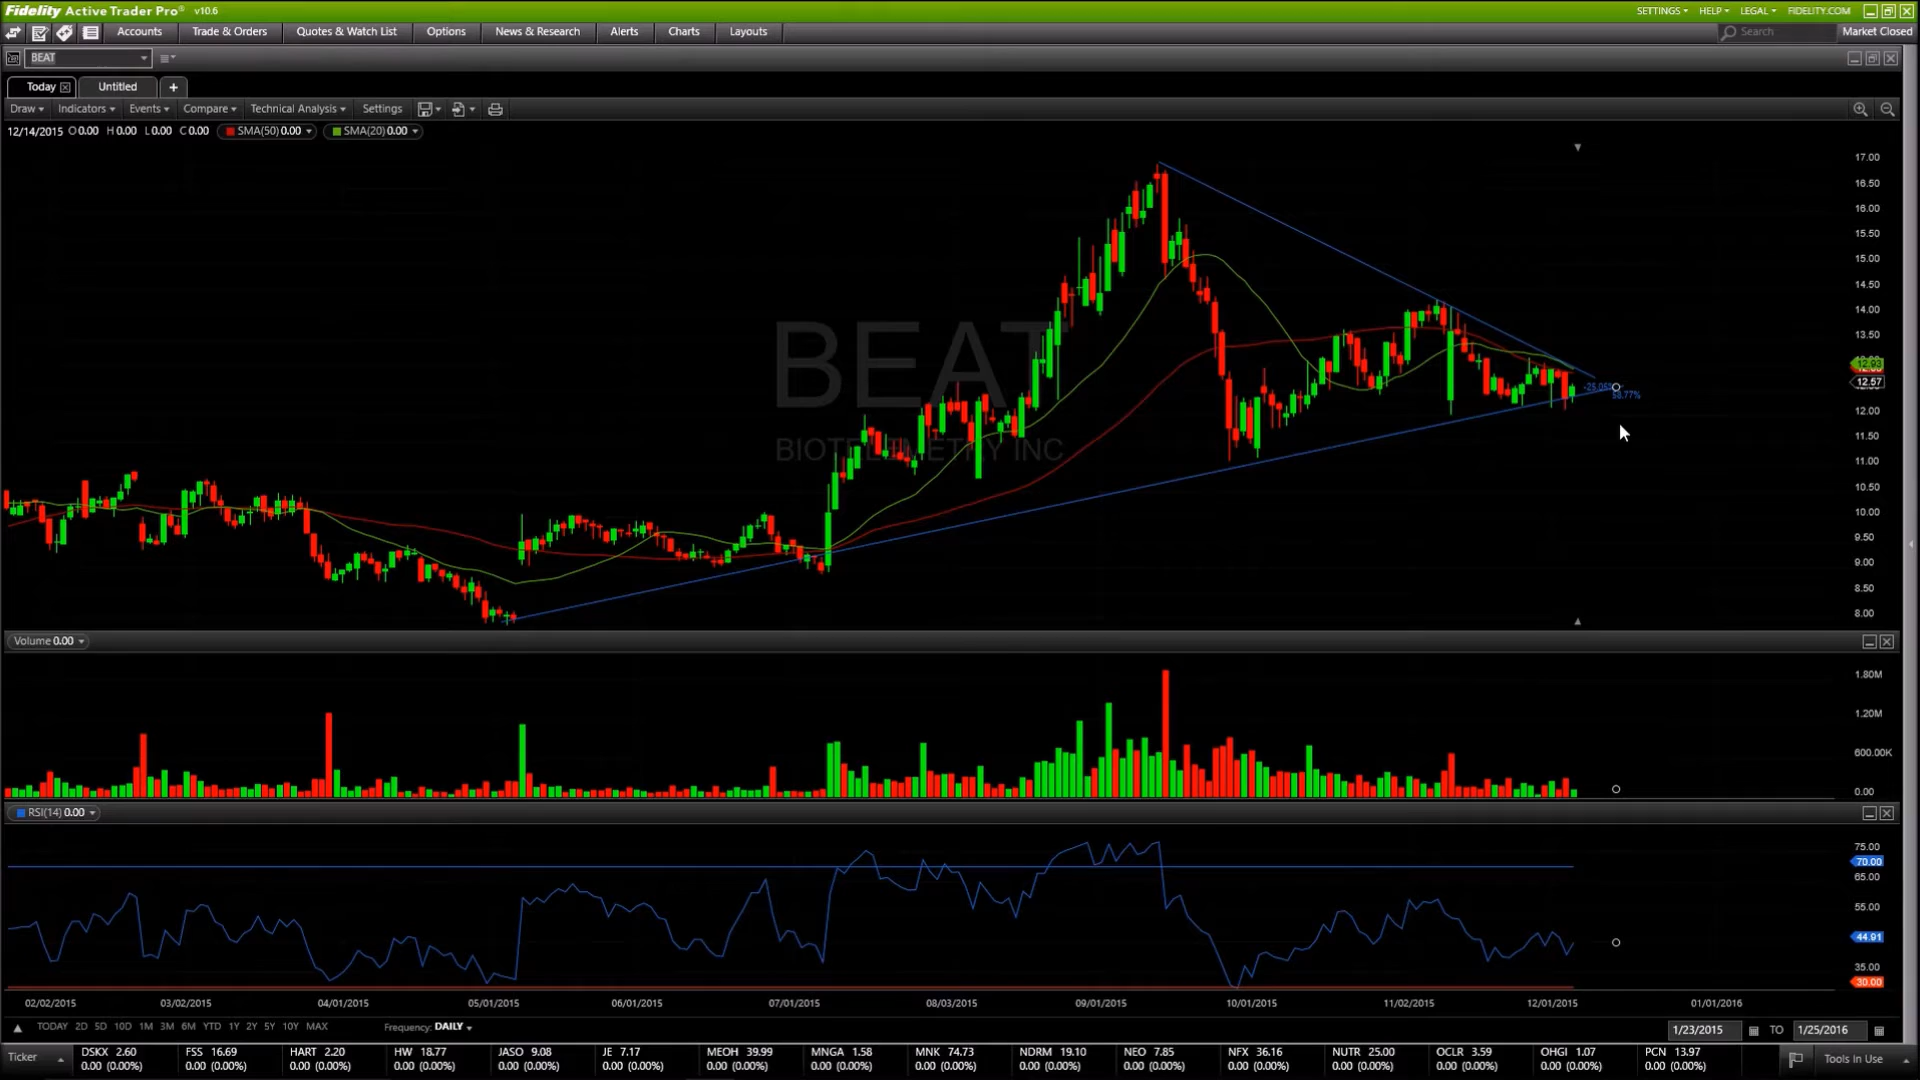 Fidelity Active Trader Pro® v10.6 SETTINGS HELP LEGAL FIDELITY.COM
Accounts Trade & Orders Quotes & Watch List Options News & Research Alerts Charts Layouts Search Market Closed
BEAT
Today Untitled +
Draw Indicators Events Compare Technical Analysis Settings
12/14/2015 O 0.00 H 0.00 L 0.00 C 0.00 SMA(50) 0.00 SMA(20) 0.00
17.00
16.50
16.00
15.50
15.00
14.50
14.00
13.50
12.57
12.00
11.50
11.00
10.50
10.00
9.50
9.00
8.50
8.00
BEAT
BIOTELEMETRY INC
Volume 0.00
1.80M
1.20M
600.00K
0.00
RSI(14) 0.00
75.00
70.00
65.00
55.00
44.91
35.00
30.00
02/02/2015 03/02/2015 04/01/2015 05/01/2015 06/01/2015 07/01/2015 08/03/2015 09/01/2015 10/01/2015 11/02/2015 12/01/2015 01/01/2016
TODAY 2D 5D 10D 1M 3M 6M YTD 1Y 2Y 5Y 10Y MAX Frequency: DAILY 1/23/2015 TO 1/25/2016
Ticker DSKX 2.60 FSS 16.69 HART 2.20 HW 18.77 JASO 9.08 JE 7.17 MEOH 39.99 MNGA 1.58 MNK 74.73 NDRM 19.10 NEO 7.85 NFX 36.16 NUTR 25.00 OCLR 3.59 OHGI 1.07 PCN 13.97 Tools In Use
0.00 (0.00%) 0.00 (0.00%) 0.00 (0.00%) 0.00 (0.00%) 0.00 (0.00%) 0.00 (0.00%) 0.00 (0.00%) 0.00 (0.00%) 0.00 (0.00%) 0.00 (0.00%) 0.00 (0.00%) 0.00 (0.00%) 0.00 (0.00%) 0.00 (0.00%) 0.00 (0.00%) 0.00 (0.00%)